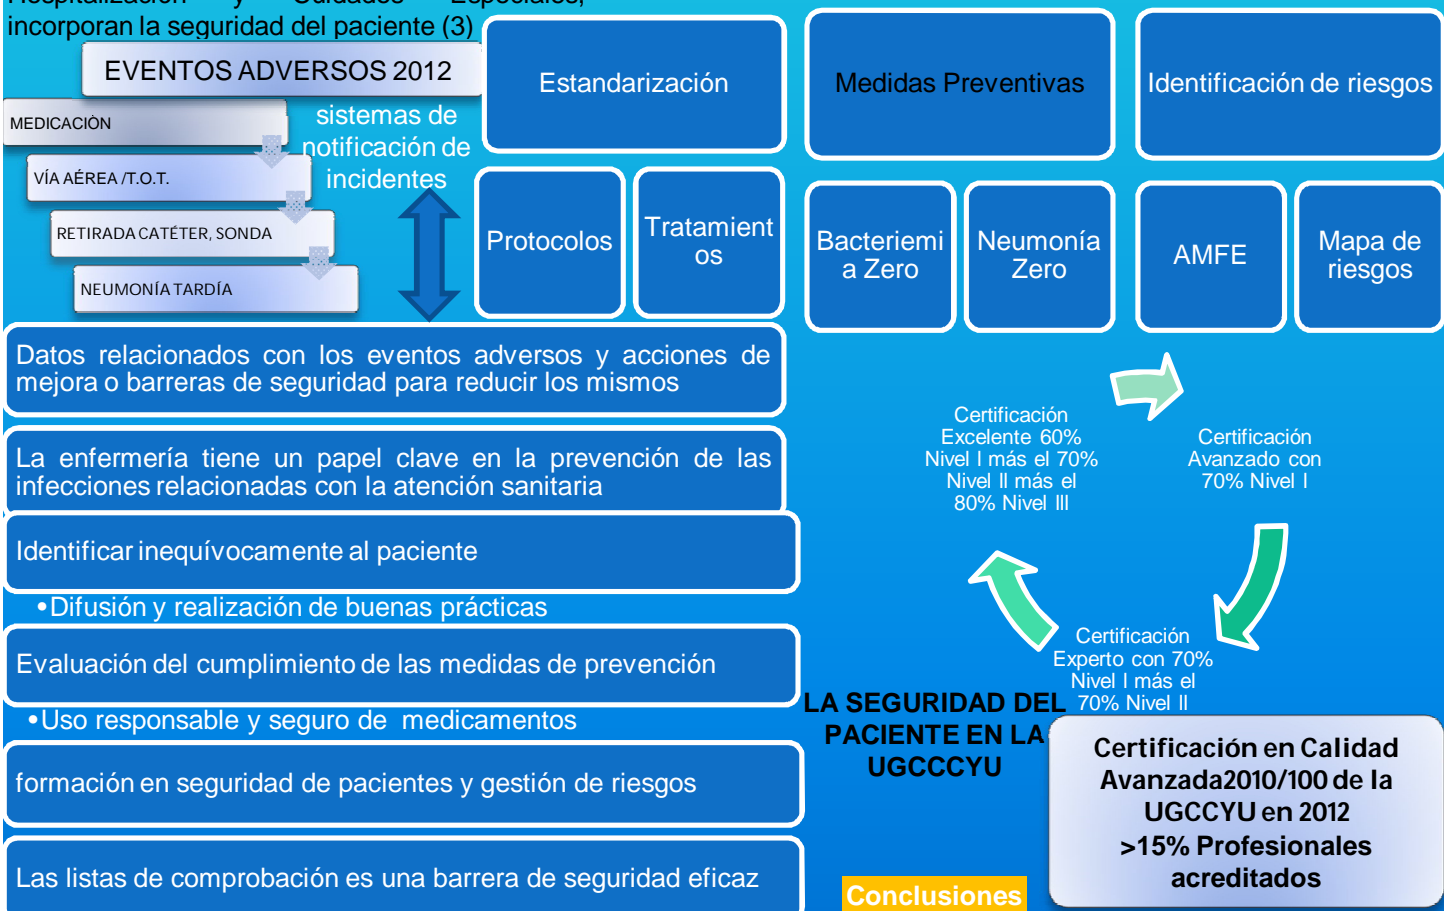 Hospitalización y Cuidados Especiales,
incorporan la seguridad del paciente (3)
EVENTOS ADVERSOS 2012
MEDICACIÓN
VÍA AÉREA /T.O.T.
RETIRADA CATÉTER, SONDA
NEUMONÍA TARDÍA
sistemas de
notificación de
incidentes
Estandarización
Protocolos
Tratamient
os
Medidas Preventivas
Bacteriemi
a Zero
Neumonía
Zero
Identificación de riesgos
AMFE
Mapa de
riesgos
Datos relacionados con los eventos adversos y acciones de
mejora o barreras de seguridad para reducir los mismos
La enfermería tiene un papel clave en la prevención de las
infecciones relacionadas con la atención sanitaria
Identificar inequívocamente al paciente
•Difusión y realización de buenas prácticas
Evaluación del cumplimiento de las medidas de prevención
•Uso responsable y seguro de medicamentos
formación en seguridad de pacientes y gestión de riesgos
Las listas de comprobación es una barrera de seguridad eficaz
Certificación
Excelente 60%
Nivel I más el 70%
Nivel II más el
80% Nivel III
Certificación
Avanzado con
70% Nivel I
Certificación
Experto con 70%
Nivel I más el
70% Nivel II
LA SEGURIDAD DEL
PACIENTE EN LA
UGCCCYU
Certificación en Calidad
Avanzada2010/100 de la
UGCCYU en 2012
>15% Profesionales
acreditados
Conclusiones